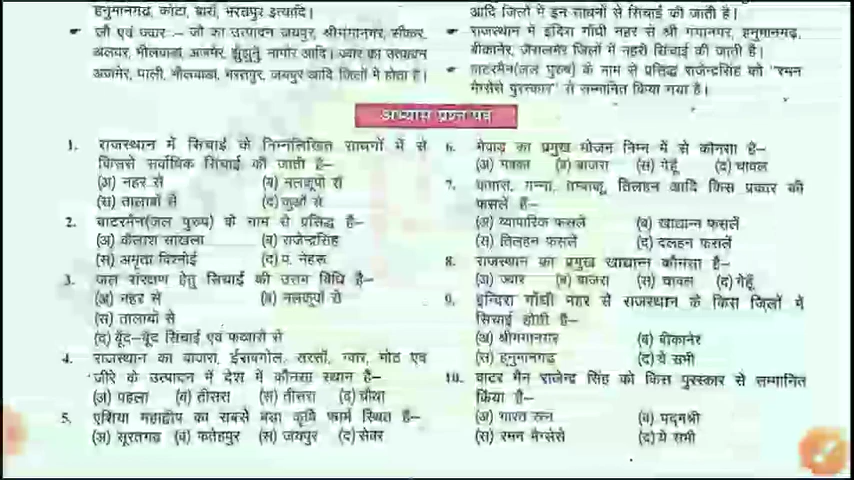 हनुमानगढ़, कोटा, बारां, भरतपुर इत्यादि।
जौ एवं ज्वार :– जौ का उत्पादन जयपुर, श्रीगंगानगर, सीकर,
अलवर, भीलवाडा, अजमेर, झुंझुनूं, नागौर आदि। ज्वार का उत्पादन
अजमेर, पाली, भीलवाडा, भरतपुर, जयपुर आदि जिलों में होता है।
आदि जिलों में इन साधनों से सिंचाई की जाती है।
राजस्थान में इंदिरा गाँधी नहर से श्री गंगानगर, हनुमानगढ़,
बीकानेर, जैसलमेर जिलों में नहरी सिंचाई की जाती है।
वाटरमैन(जल पुरुष) के नाम से प्रसिद्ध राजेन्द्रसिंह को "रमन
मैग्सेसे पुरस्कार" से सम्मानित किया गया है।
अभ्यास प्रश्न पत्र
1. राजस्थान में सिंचाई के निम्नलिखित साधनों में से
किससे सर्वाधिक सिंचाई की जाती है–
(अ) नहर से (ब) नलकूपों से
(स) तालाबों से (द) कुओं से
2. वाटरमैन(जल पुरुष) के नाम से प्रसिद्ध है–
(अ) कैलाश सांखला (ब) राजेन्द्रसिंह
(स) अमृता विश्नोई (द) प. नेहरू
3. जल संरक्षण हेतु सिंचाई की उत्तम विधि है–
(अ) नहर से (ब) नलकूपों से
(स) तालाबों से
(द) बूँद–बूँद सिंचाई एवं फव्वारों से
4. राजस्थान का बाजरा, ईसबगोल, सरसों, ग्वार, मोठ एवं
जीरे के उत्पादन में देश में कौनसा स्थान है–
(अ) पहला (ब) तीसरा (स) तीसरा (द) चौथा
5. एशिया महाद्वीप का सबसे बड़ा कृषि फार्म स्थित है–
(अ) सूरतगढ़ (ब) फतेहपुर (स) जयपुर (द) सेवर
6. मेवाड़ का प्रमुख भोजन निम्न में से कौनसा है–
(अ) मक्का (ब) बाजरा (स) गेहूँ (द) चावल
7. कपास, गन्ना, तम्बाकू, तिलहन आदि किस प्रकार की
फसलें हैं–
(अ) व्यापारिक फसलें (ब) खाद्यान्न फसलें
(स) तिलहन फसलें (द) दलहन फसलें
8. राजस्थान का प्रमुख खाद्यान्न कौनसा है–
(अ) ज्वार (ब) बाजरा (स) चावल (द) गेहूँ
9. इन्दिरा गाँधी नहर से राजस्थान के किस जिलों में
सिंचाई होती है–
(अ) श्रीगंगानगर (ब) बीकानेर
(स) हनुमानगढ़ (द) ये सभी
10. वाटर मैन राजेन्द्र सिंह को किस पुरस्कार से सम्मानित
किया है–
(अ) भारत रत्न (ब) पद्मश्री
(स) रमन मैग्सेसे (द) ये सभी